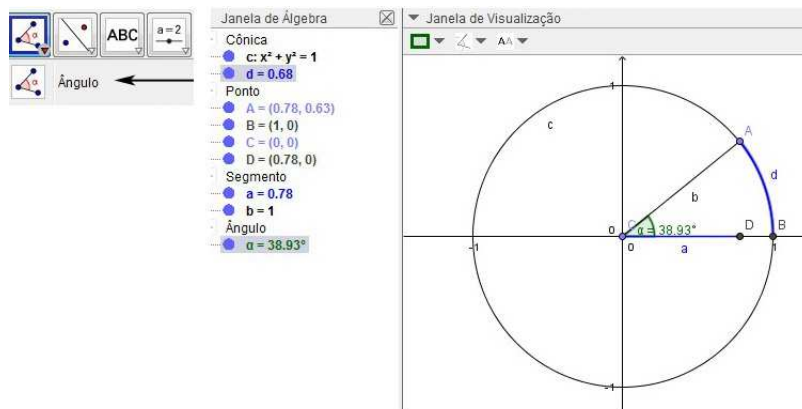 ABC
a=2
Ângulo
Janela de Álgebra
Cônica
c: x² + y² = 1
d = 0.68
Ponto
A = (0.78, 0.63)
B = (1, 0)
C = (0, 0)
D = (0.78, 0)
Segmento
a = 0.78
b = 1
Ângulo
α = 38.93°
Janela de Visualização
AA
1
c
A
d
b
C
α = 38.93°
D
B
-1
0
0
a
1
-1